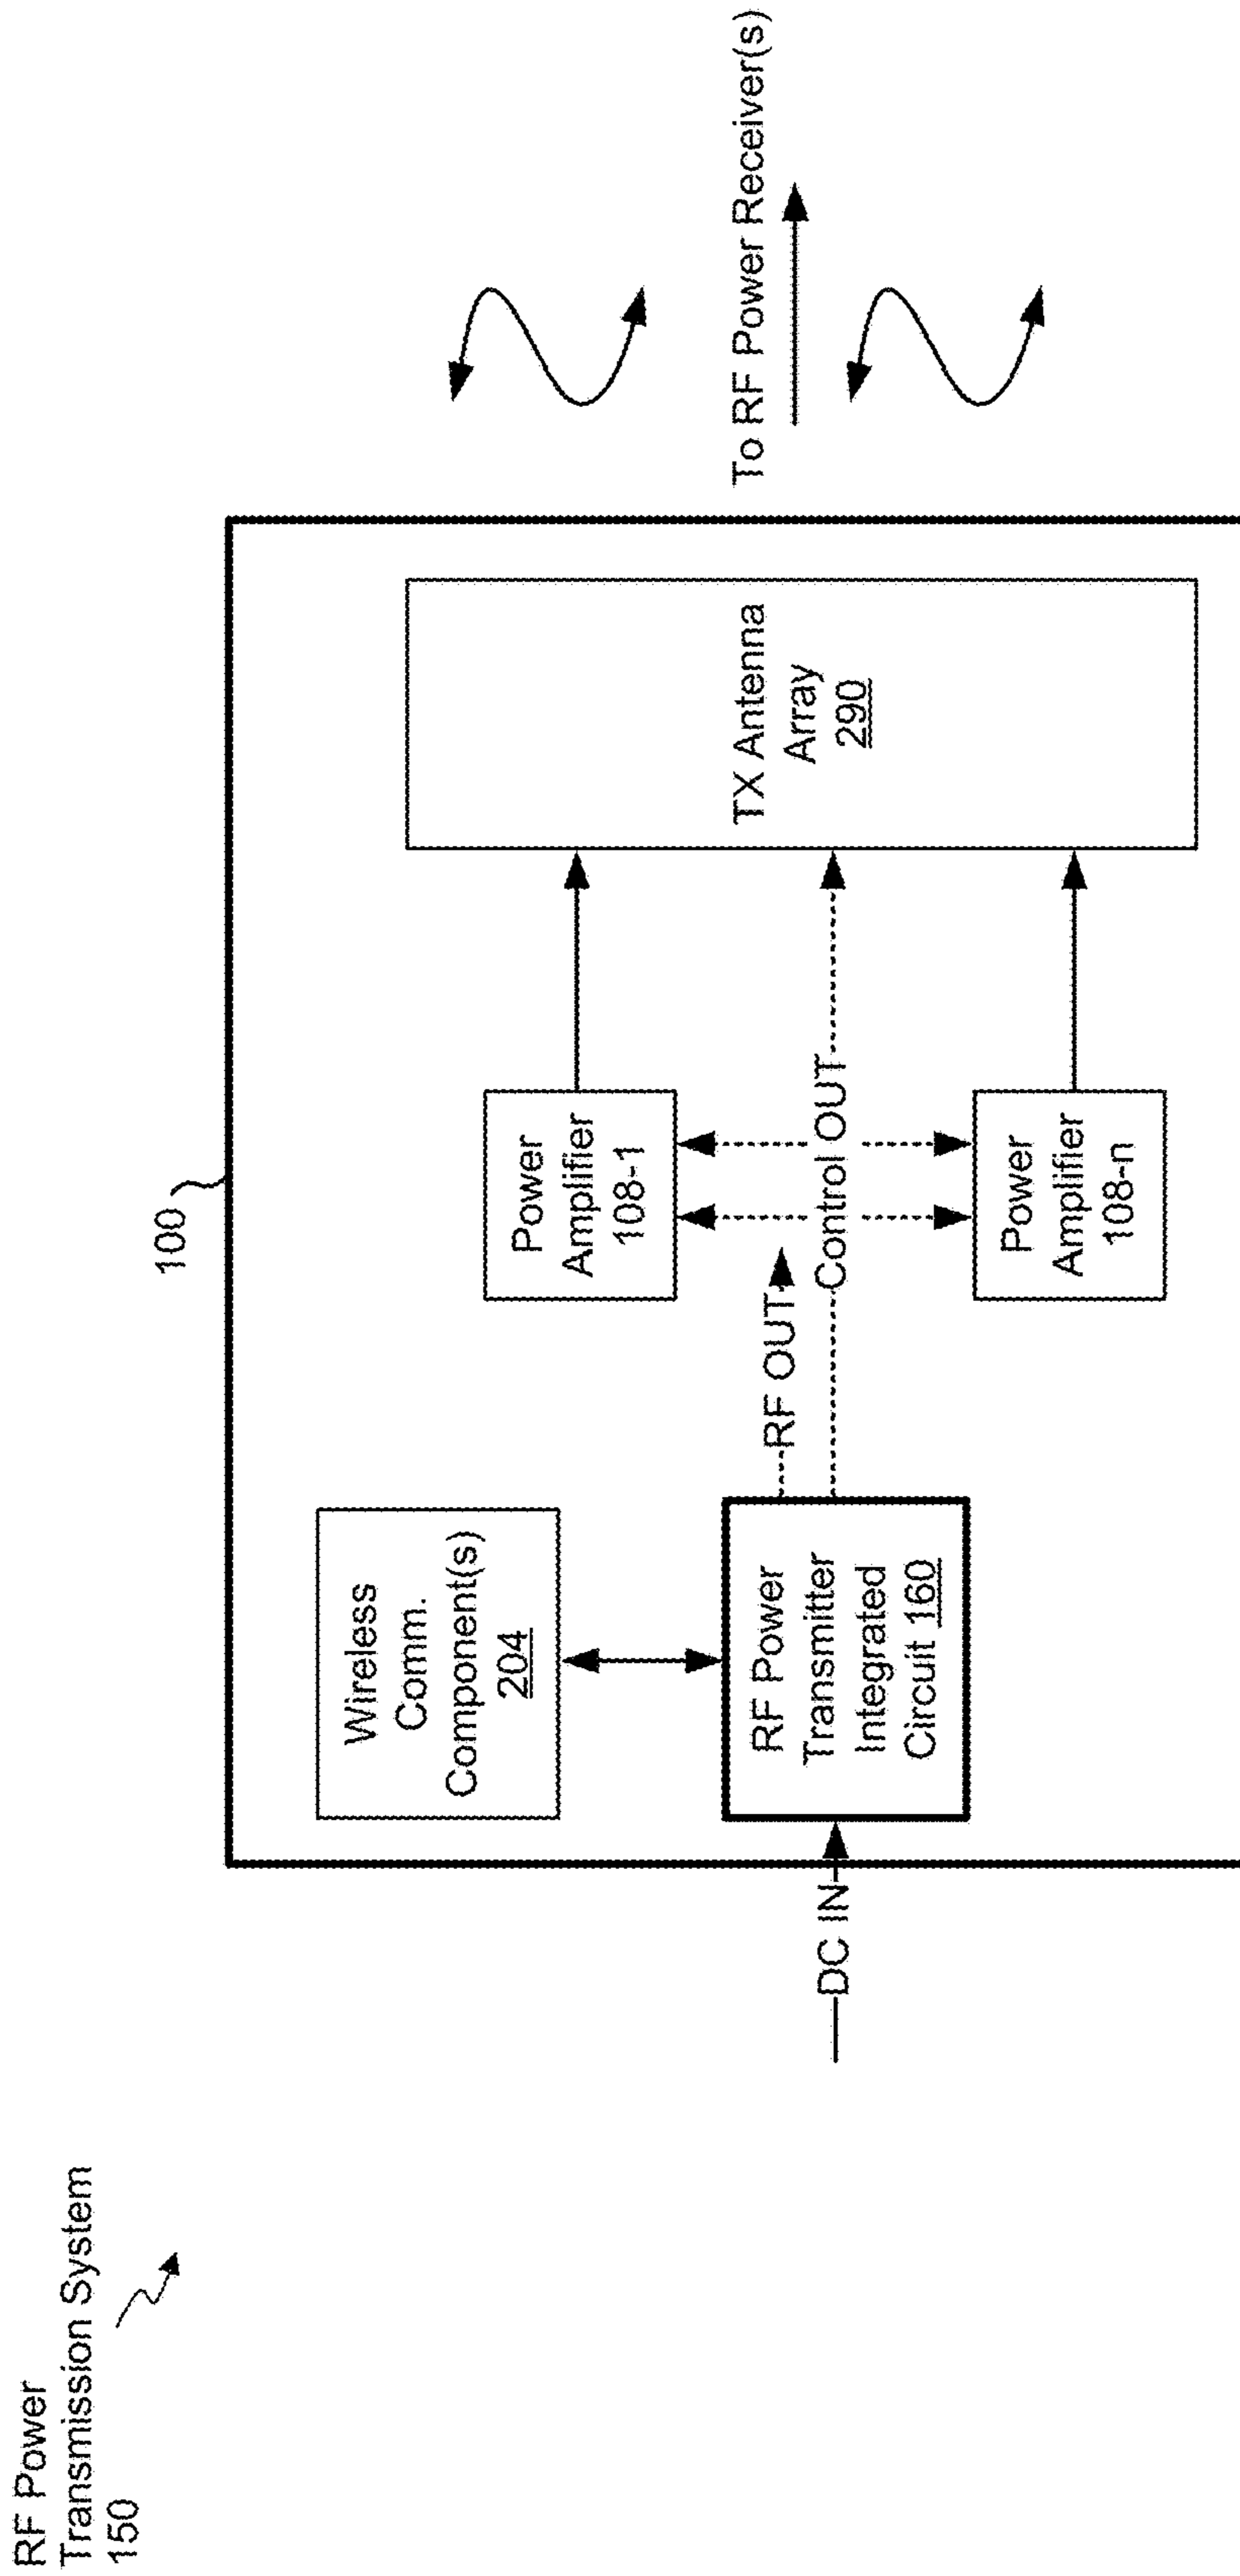 RF Power
Transmission System
150
100
Wireless
Comm.
Component(s)
204
RF Power
Transmitter
Integrated
Circuit 160
DC IN
RF OUT
Control OUT
Power
Amplifier
108-1
Power
Amplifier
108-n
TX Antenna
Array
290
To RF Power Receiver(s)